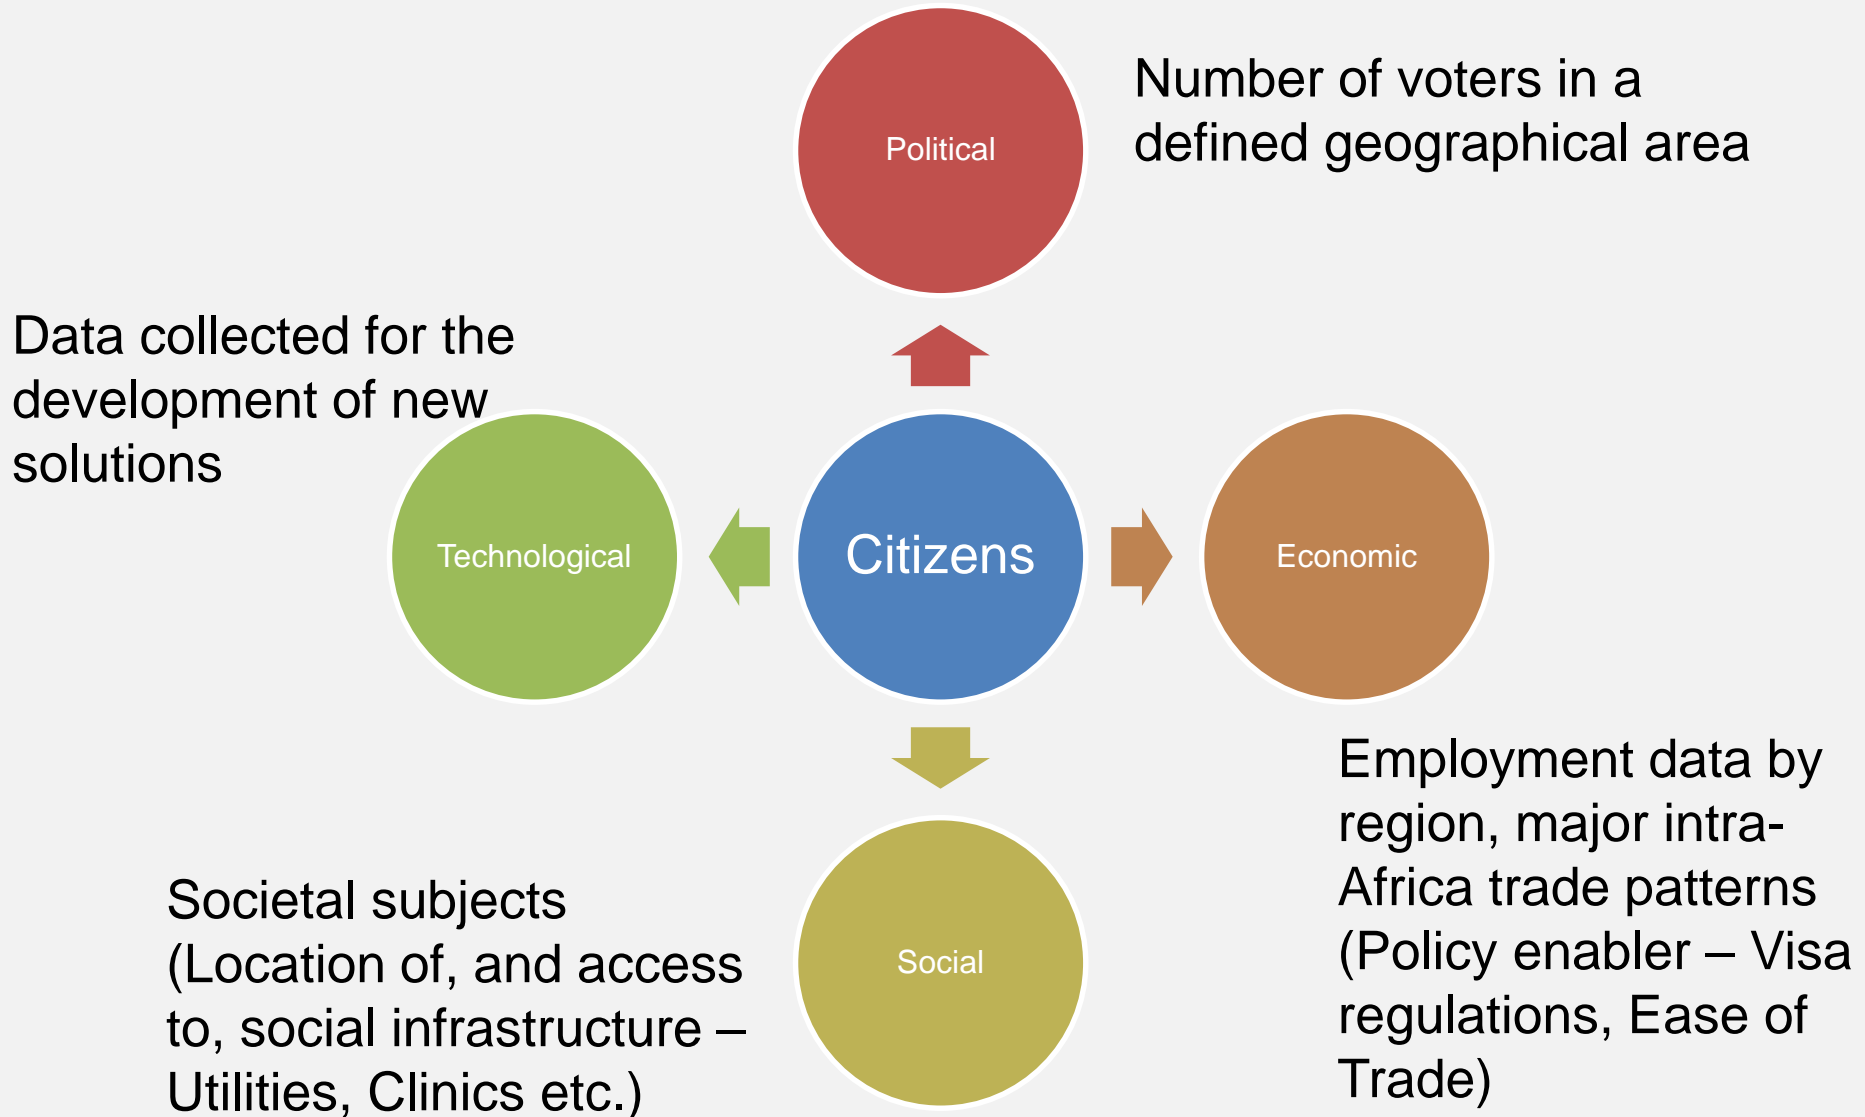 Political
Number of voters in a
defined geographical area
Data collected for the
development of new
solutions
Technological
Citizens
Economic
Social
Societal subjects
(Location of, and access
to, social infrastructure –
Utilities, Clinics etc.)
Employment data by
region, major intra-
Africa trade patterns
(Policy enabler – Visa
regulations, Ease of
Trade)